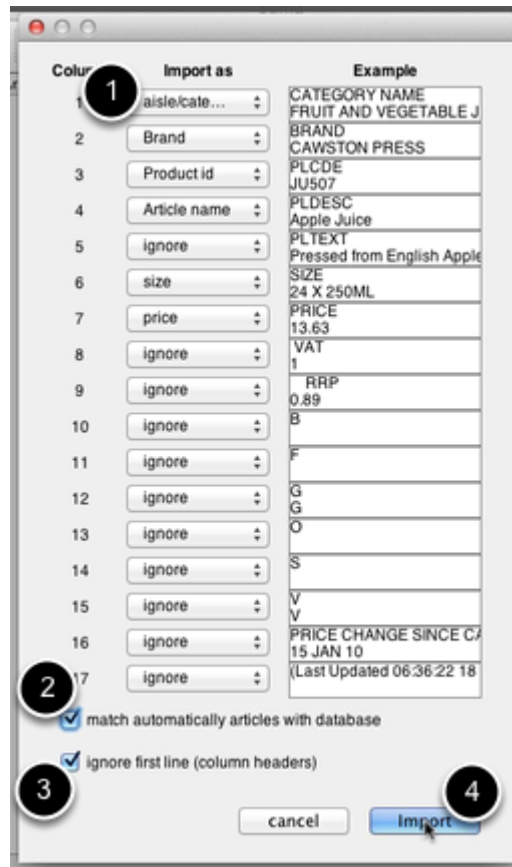 Colu Import as Example
1
1 aisle/cate... CATEGORY NAME
FRUIT AND VEGETABLE J
2 Brand BRAND
CAWSTON PRESS
3 Product id PLCDE
JU507
4 Article name PLDESC
Apple Juice
5 ignore PLTEXT
Pressed from English Apple
6 size SIZE
24 X 250ML
7 price PRICE
13.63
8 ignore VAT
1
9 ignore RRP
0.89
10 ignore B
11 ignore F
12 ignore G
G
13 ignore O
14 ignore S
15 ignore V
V
16 ignore PRICE CHANGE SINCE CA
15 JAN 10
17 ignore (Last Updated 06:36:22 18
2
match automatically articles with database
ignore first line (column headers)
3
4
cancel Import